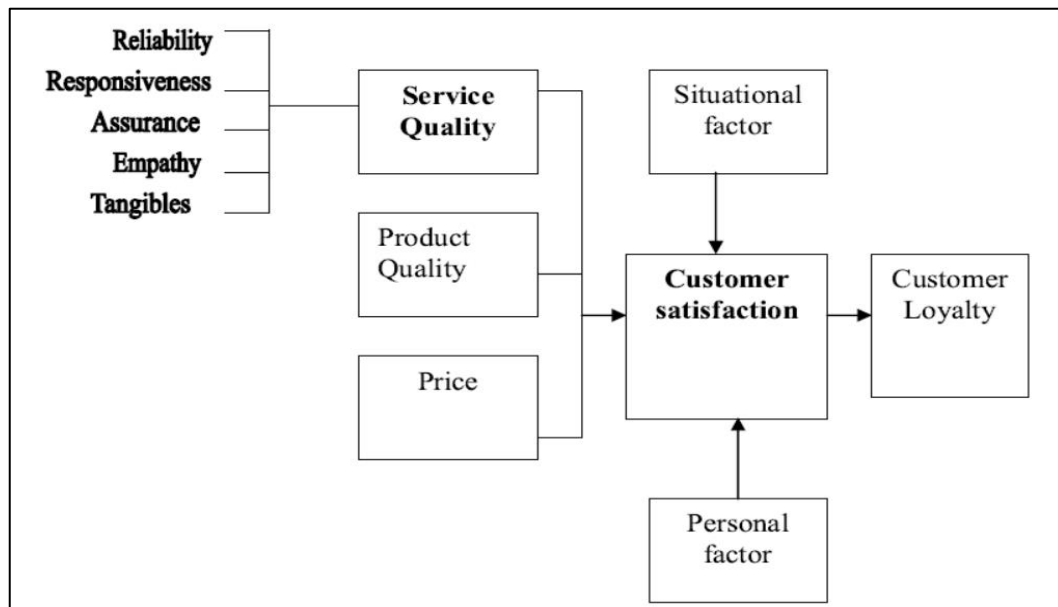 Reliability
Responsiveness
Assurance
Empathy
Tangibles
Service
Quality
Product
Quality
Price
Situational
factor
Customer
satisfaction
Customer
Loyalty
Personal
factor